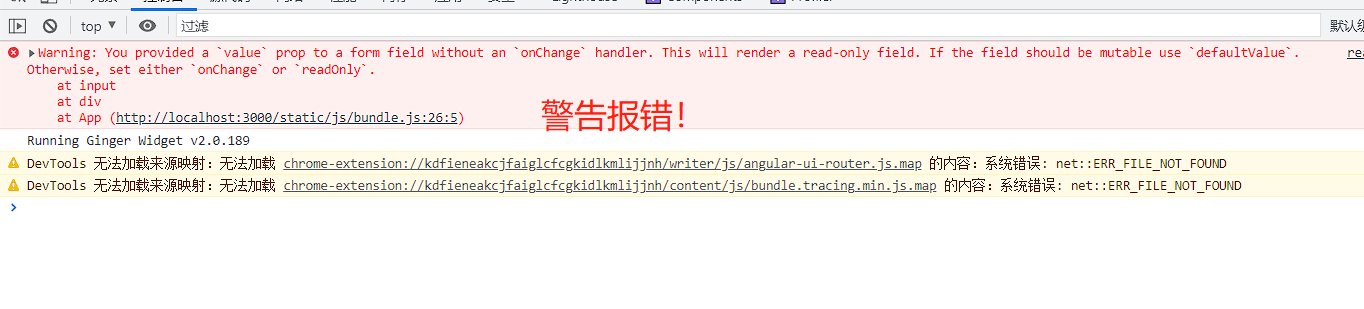 top ▼
过滤
▶Warning: You provided a `value` prop to a form field without an `onChange` handler. This will render a read-only field. If the field should be mutable use `defaultValue`.
Otherwise, set either `onChange` or `readOnly`.
at input
at div
at App (http://localhost:3000/static/js/bundle.js:26:5)
警告报错!
Running Ginger Widget v2.0.189
DevTools 无法加载来源映射: 无法加载 chrome-extension://kdfieneakcjfaiglcfcgkidlkmlijjnh/writer/js/angular-ui-router.js.map 的内容: 系统错误: net::ERR_FILE_NOT_FOUND
DevTools 无法加载来源映射: 无法加载 chrome-extension://kdfieneakcjfaiglcfcgkidlkmlijjnh/content/js/bundle.tracing.min.js.map 的内容: 系统错误: net::ERR_FILE_NOT_FOUND